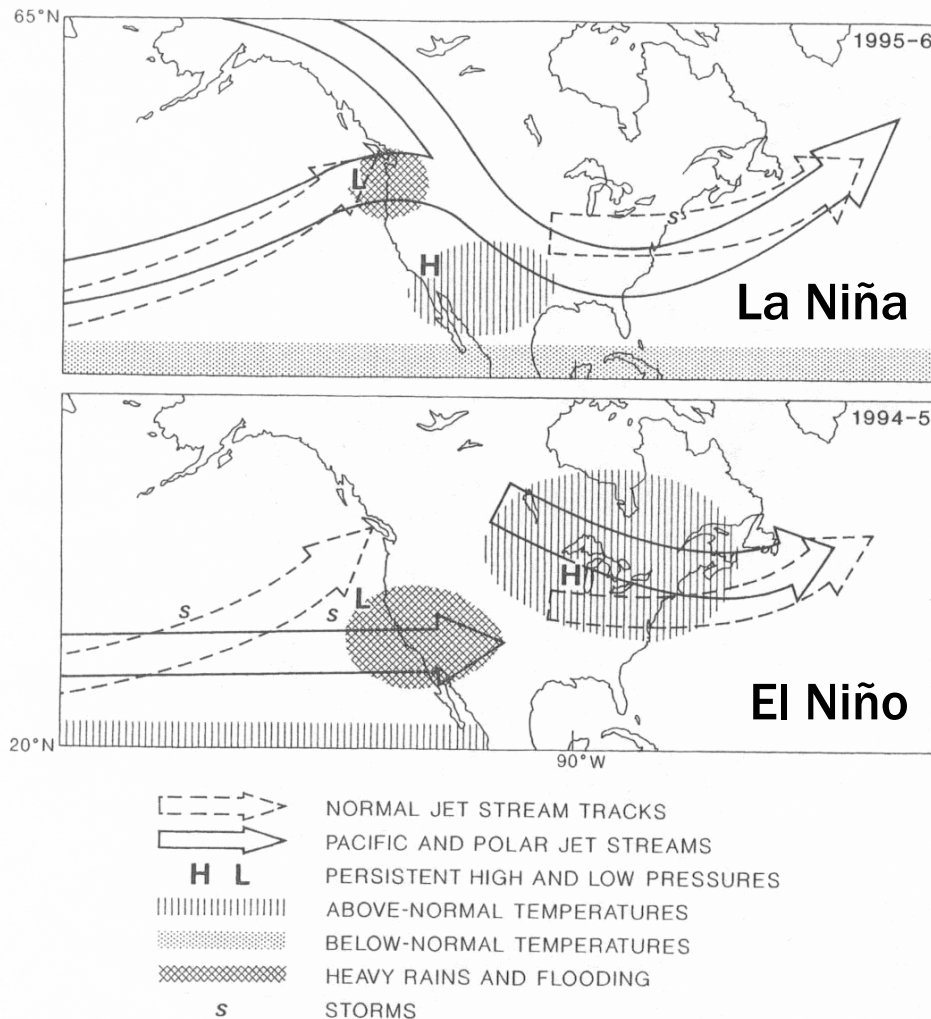 65°N
1995-6
L
S
H
La Niña
1994-5
S
S
L
H
El Niño
20°N
90°W
NORMAL JET STREAM TRACKS
PACIFIC AND POLAR JET STREAMS
H L PERSISTENT HIGH AND LOW PRESSURES
ABOVE-NORMAL TEMPERATURES
BELOW-NORMAL TEMPERATURES
HEAVY RAINS AND FLOODING
S STORMS